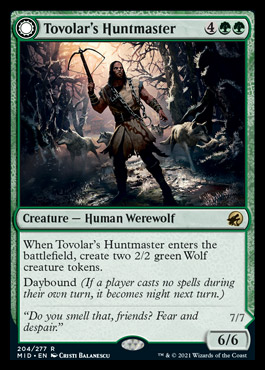 Tovolar's Huntmaster 4
Creature — Human Werewolf
When Tovolar's Huntmaster enters the
battlefield, create two 2/2 green Wolf
creature tokens.
Daybound (If a player casts no spells during
their own turn, it becomes night next turn.)
"Do you smell that, friends? Fear and
despair."
7/7
6/6
204/277 R
MID • EN Cristi Balanescu
™ & © 2021 Wizards of the Coast